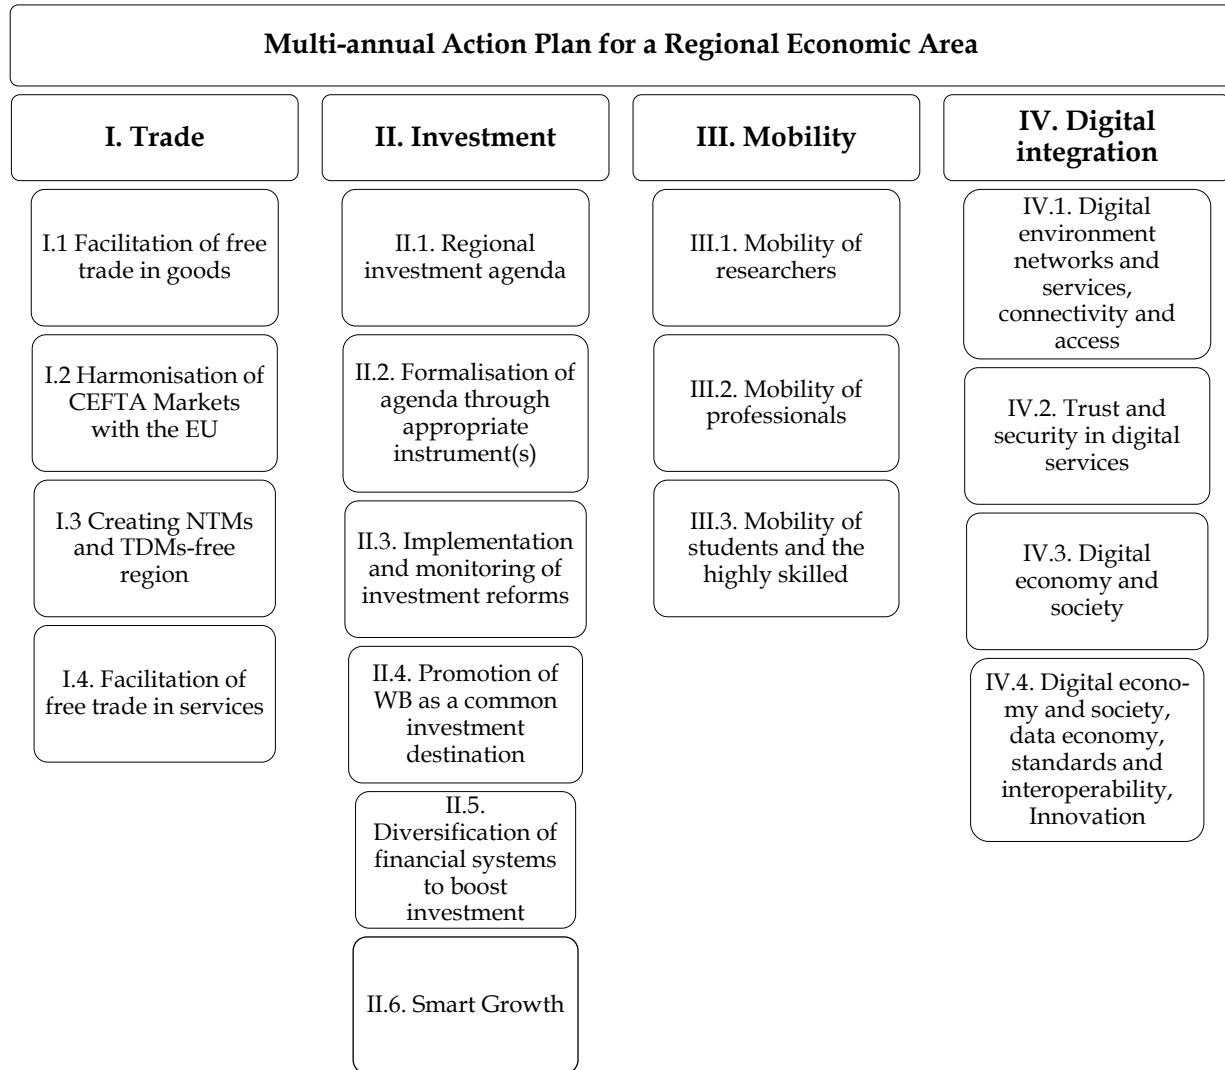 Multi-annual Action Plan for a Regional Economic Area
I. Trade
I.1 Facilitation of free
trade in goods
I.2 Harmonisation of
CEFTA Markets
with the EU
I.3 Creating NTMs
and TDMs-free
region
I.4. Facilitation of
free trade in services
II. Investment
II.1. Regional
investment agenda
II.2. Formalisation of
agenda through
appropriate
instrument(s)
II.3. Implementation
and monitoring of
investment reforms
II.4. Promotion of
WB as a common
investment
destination
II.5.
Diversification of
financial systems
to boost
investment
II.6. Smart Growth
III. Mobility
III.1. Mobility of
researchers
III.2. Mobility of
professionals
III.3. Mobility of
students and the
highly skilled
IV. Digital
integration
IV.1. Digital
environment
networks and
services,
connectivity and
access
IV.2. Trust and
security in digital
services
IV.3. Digital
economy and
society
IV.4. Digital econo-
my and society,
data economy,
standards and
interoperability,
Innovation